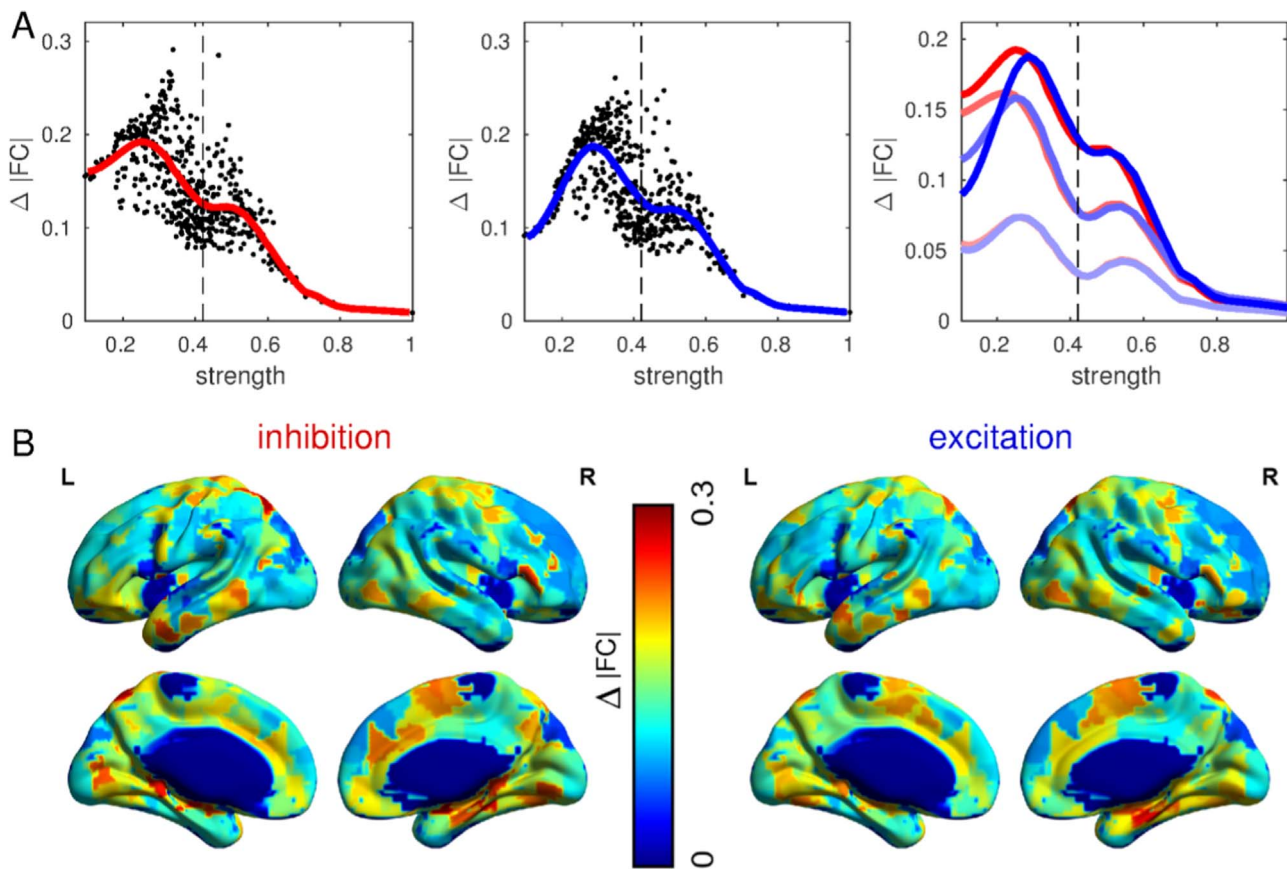 A
0.3
0.2
0.1
0
Δ |FC|
0.2 0.4 0.6 0.8 1
strength
0.3
0.2
0.1
0
Δ |FC|
0.2 0.4 0.6 0.8 1
strength
0.2
0.15
0.1
0.05
0
Δ |FC|
0.2 0.4 0.6 0.8
strength
B
inhibition
L R
0.3
Δ |FC|
0
excitation
L R